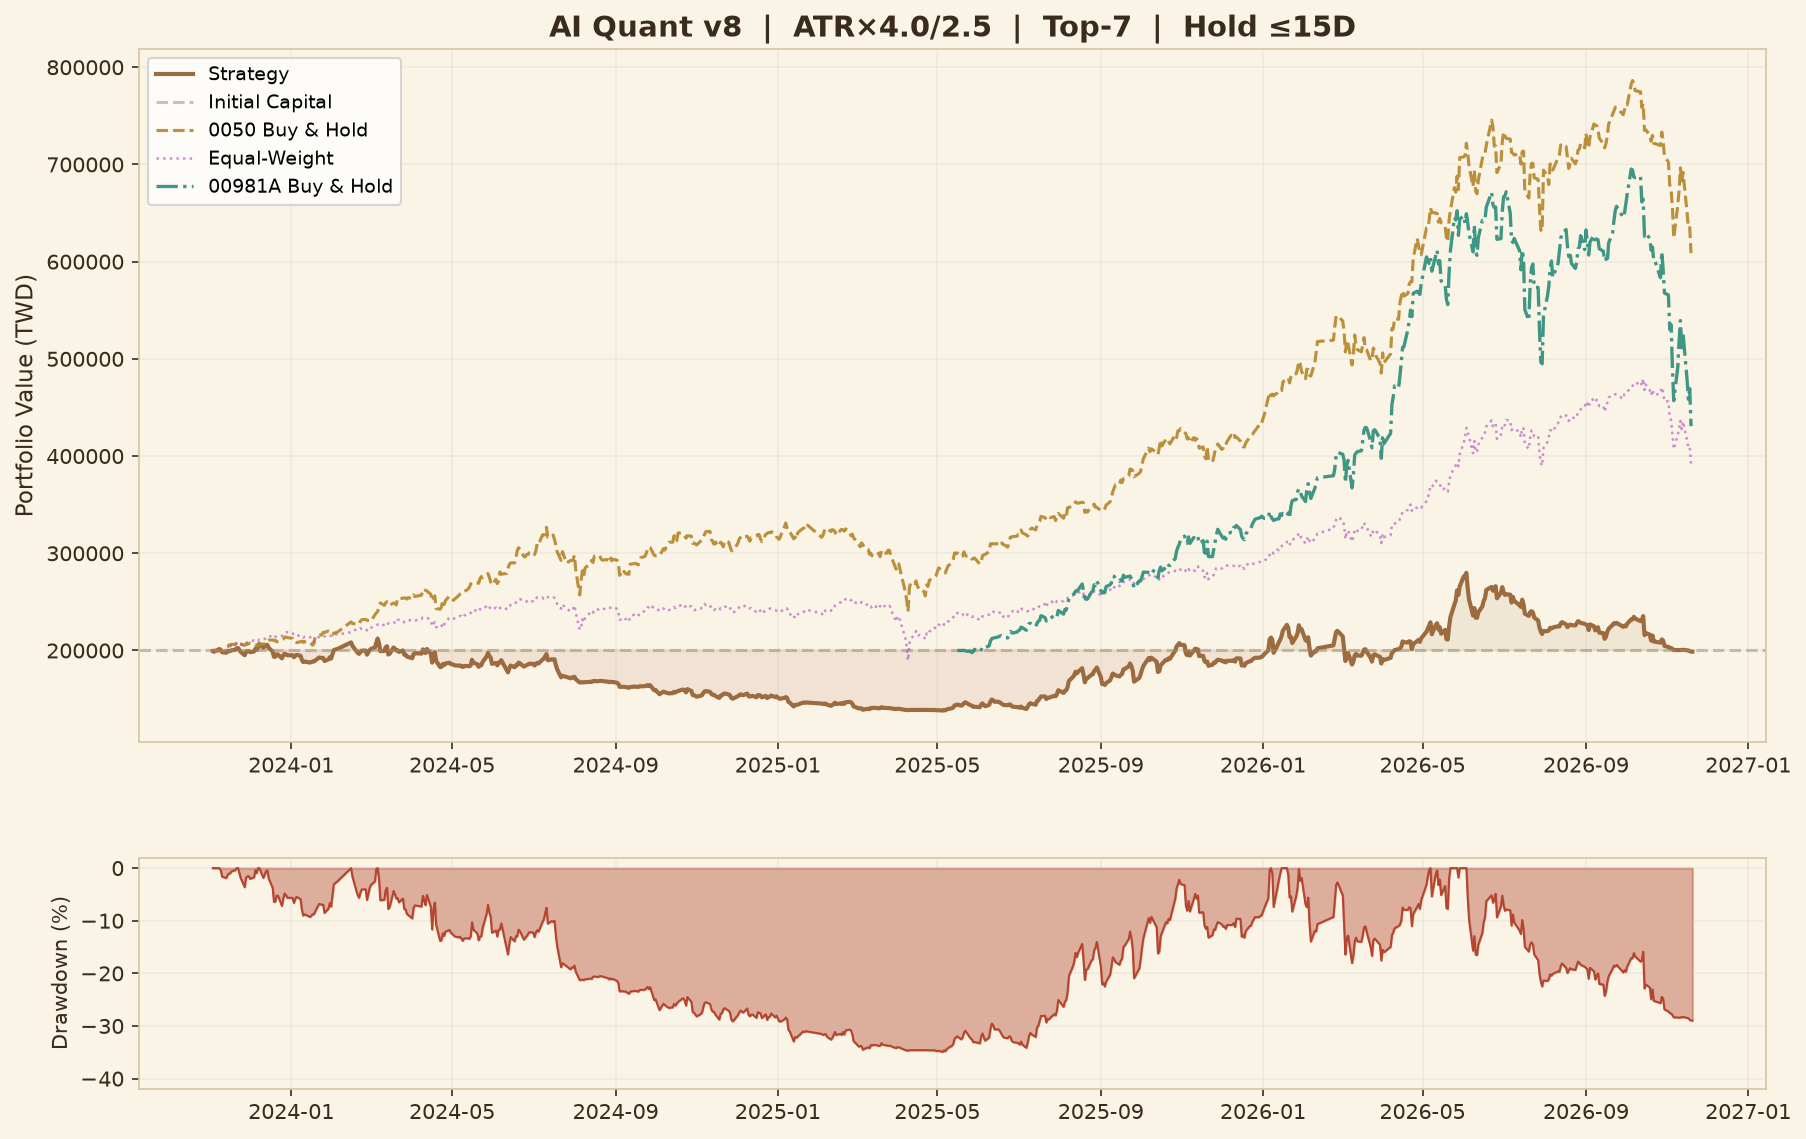 AI Quant v8 | ATR×4.0/2.5 | Top-7 | Hold ≤15D
Portfolio Value (TWD)
800000
700000
600000
500000
400000
300000
200000
Strategy
Initial Capital
0050 Buy & Hold
Equal-Weight
00981A Buy & Hold
2024-01 2024-05 2024-09 2025-01 2025-05 2025-09 2026-01 2026-05 2026-09 2027-01
Drawdown (%)
0
−10
−20
−30
−40
2024-01 2024-05 2024-09 2025-01 2025-05 2025-09 2026-01 2026-05 2026-09 2027-01